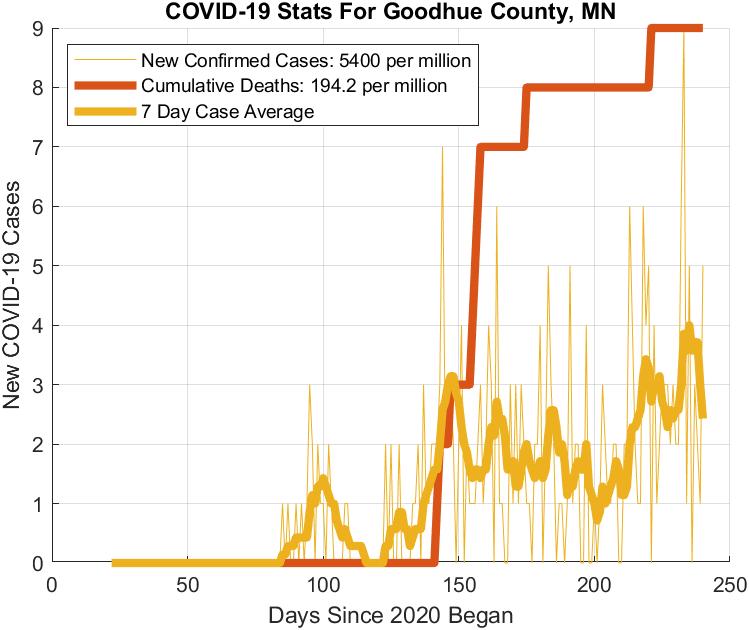 COVID-19 Stats For Goodhue County, MN
New Confirmed Cases: 5400 per million
Cumulative Deaths: 194.2 per million
7 Day Case Average
New COVID-19 Cases
9
8
7
6
5
4
3
2
1
0
0 50 100 150 200 250
Days Since 2020 Began